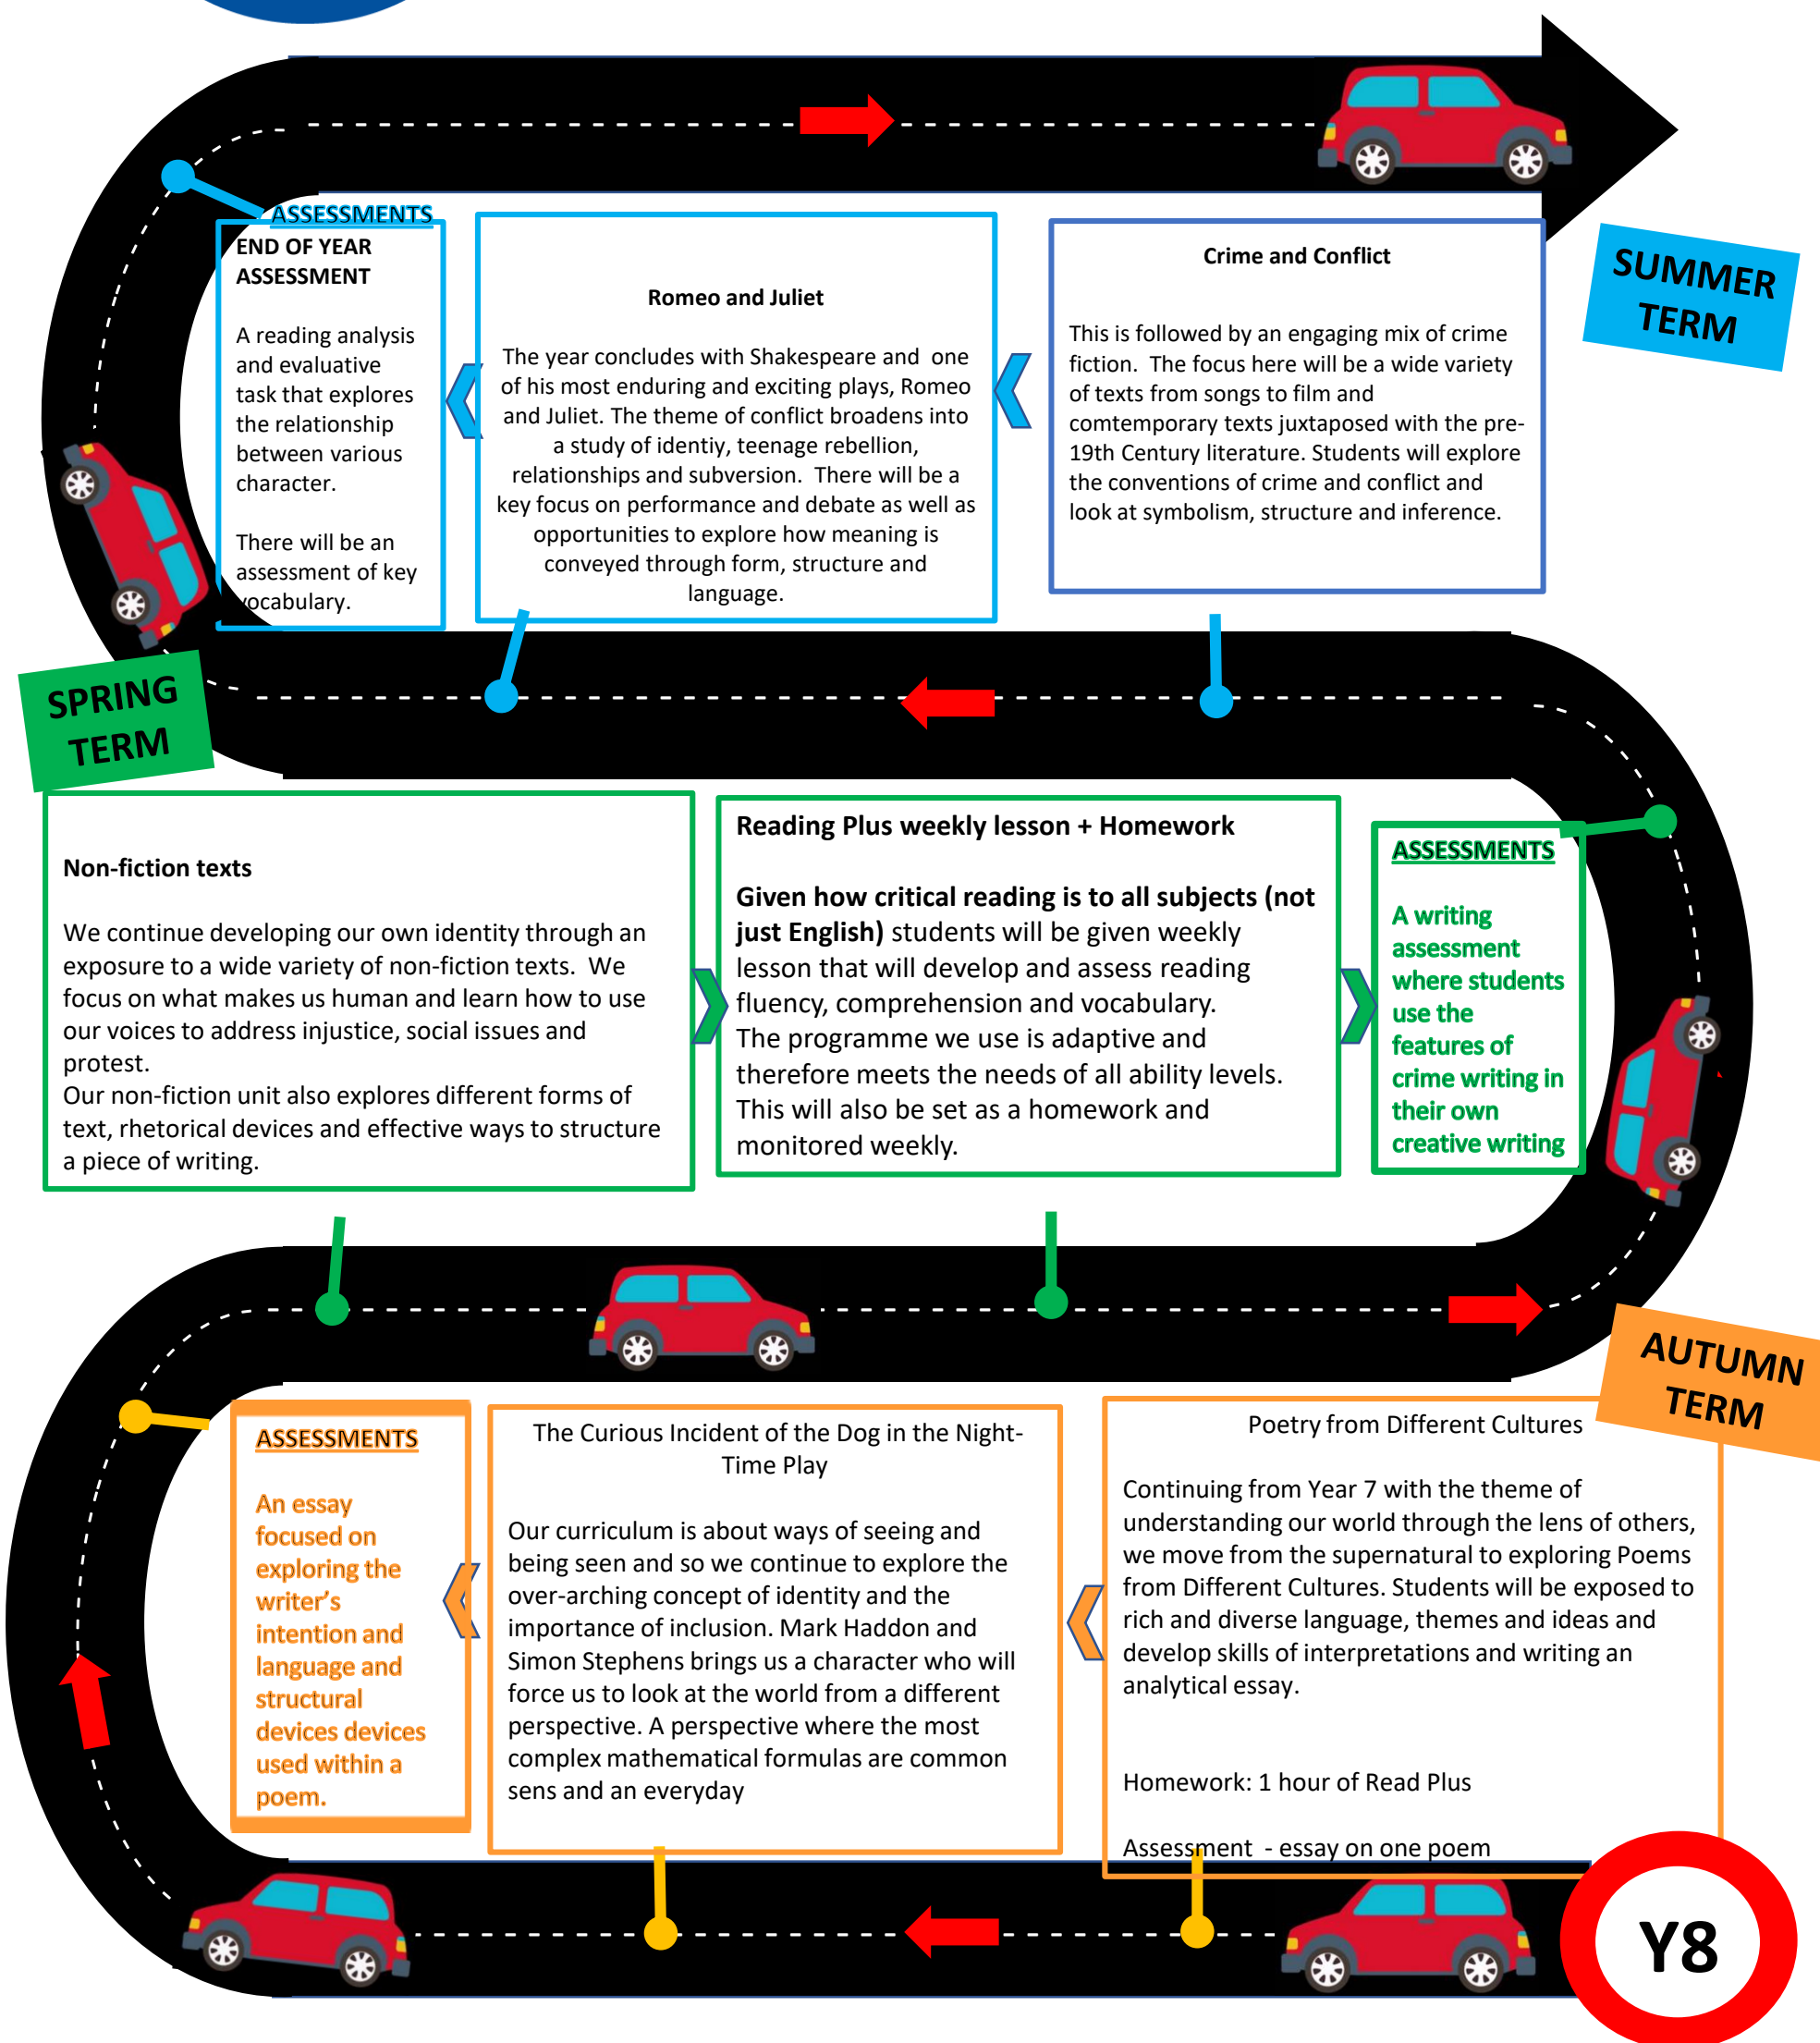 ASSESSMENTS
END OF YEAR
ASSESSMENT
A reading analysis
and evaluative
task that explores
the relationship
between various
character.
There will be an
assessment of key
vocabulary.
Romeo and Juliet
The year concludes with Shakespeare and one
of his most enduring and exciting plays, Romeo
and Juliet. The theme of conflict broadens into
a study of identiy, teenage rebellion,
relationships and subversion. There will be a
key focus on performance and debate as well as
opportunities to explore how meaning is
conveyed through form, structure and
language.
Crime and Conflict
This is followed by an engaging mix of crime
fiction. The focus here will be a wide variety
of texts from songs to film and
comtemporary texts juxtaposed with the pre-
19th Century literature. Students will explore
the conventions of crime and conflict and
look at symbolism, structure and inference.
SUMMER
TERM
SPRING
TERM
Non-fiction texts
We continue developing our own identity through an
exposure to a wide variety of non-fiction texts. We
focus on what makes us human and learn how to use
our voices to address injustice, social issues and
protest.
Our non-fiction unit also explores different forms of
text, rhetorical devices and effective ways to structure
a piece of writing.
Reading Plus weekly lesson + Homework
Given how critical reading is to all subjects (not
just English) students will be given weekly
lesson that will develop and assess reading
fluency, comprehension and vocabulary.
The programme we use is adaptive and
therefore meets the needs of all ability levels.
This will also be set as a homework and
monitored weekly.
ASSESSMENTS
A writing
assessment
where students
use the
features of
crime writing in
their own
creative writing
AUTUMN
TERM
ASSESSMENTS
An essay
focused on
exploring the
writer's
intention and
language and
structural
devices devices
used within a
poem.
The Curious Incident of the Dog in the Night-
Time Play
Our curriculum is about ways of seeing and
being seen and so we continue to explore the
over-arching concept of identity and the
importance of inclusion. Mark Haddon and
Simon Stephens brings us a character who will
force us to look at the world from a different
perspective. A perspective where the most
complex mathematical formulas are common
sens and an everyday
Poetry from Different Cultures
Continuing from Year 7 with the theme of
understanding our world through the lens of others,
we move from the supernatural to exploring Poems
from Different Cultures. Students will be exposed to
rich and diverse language, themes and ideas and
develop skills of interpretations and writing an
analytical essay.
Homework: 1 hour of Read Plus
Assessment - essay on one poem
Y8